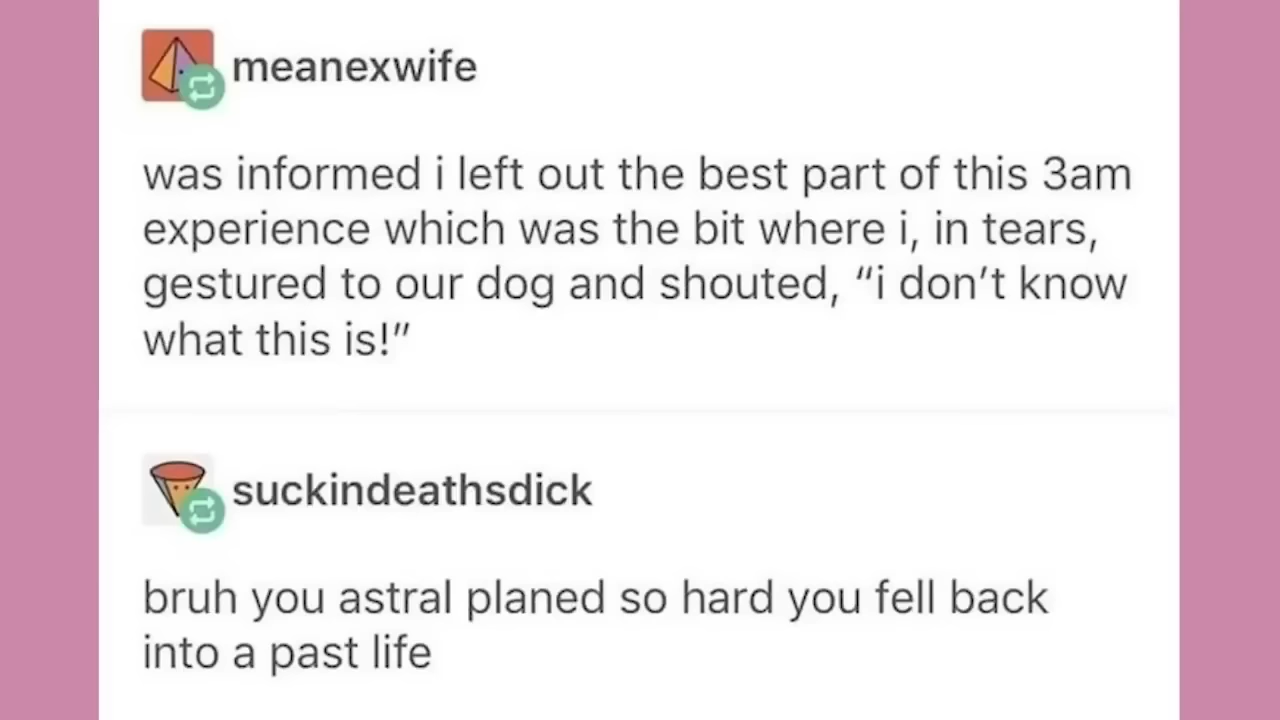 meanexwife
was informed i left out the best part of this 3am
experience which was the bit where i, in tears,
gestured to our dog and shouted, “i don’t know
what this is!”
suckindeathsdick
bruh you astral planed so hard you fell back
into a past life